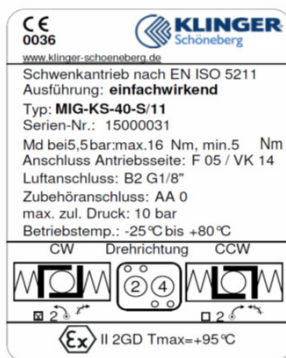 CE
0036
KLINGER
Schöneberg
www.klinger-schoeneberg.de
Schwenkantrieb nach EN ISO 5211
Ausführung: einfachwirkend
Typ: MIG-KS-40-S/11
Serien-Nr.: 15000031
Md bei5,5bar:max.16 Nm, min.5 Nm
Anschluss Antriebsseite: F 05 / VK 14
Luftanschluss: B2 G1/8"
Zubehöranschluss: AA 0
max. zul. Druck: 10 bar
Betriebstemp.: -25°C bis +80°C
CW Drehrichtung CCW
2 4
2 2
Ex II 2GD Tmax=+95°C